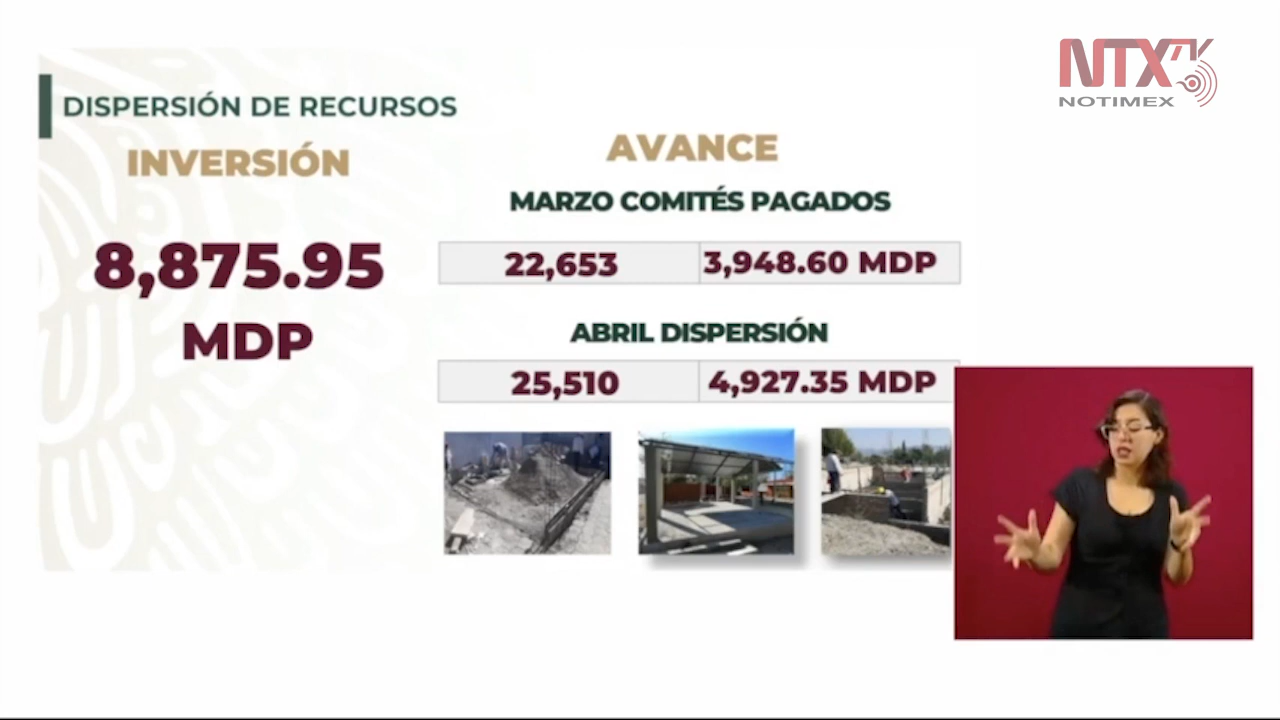 NTX
NOTIMEX
DISPERSIÓN DE RECURSOS
INVERSIÓN
8,875.95
MDP
AVANCE
MARZO COMITÉS PAGADOS
22,653 3,948.60 MDP
ABRIL DISPERSIÓN
25,510 4,927.35 MDP